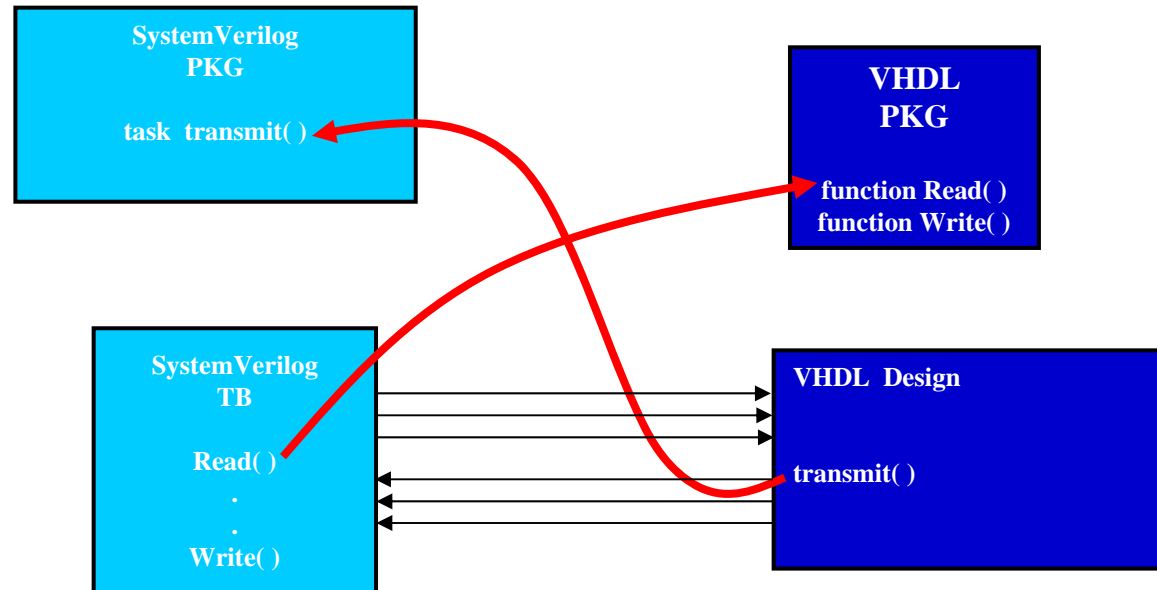 SystemVerilog
PKG
task transmit( )
VHDL
PKG
function Read( )
function Write( )
SystemVerilog
TB
Read( )
.
.
Write( )
VHDL Design
transmit( )